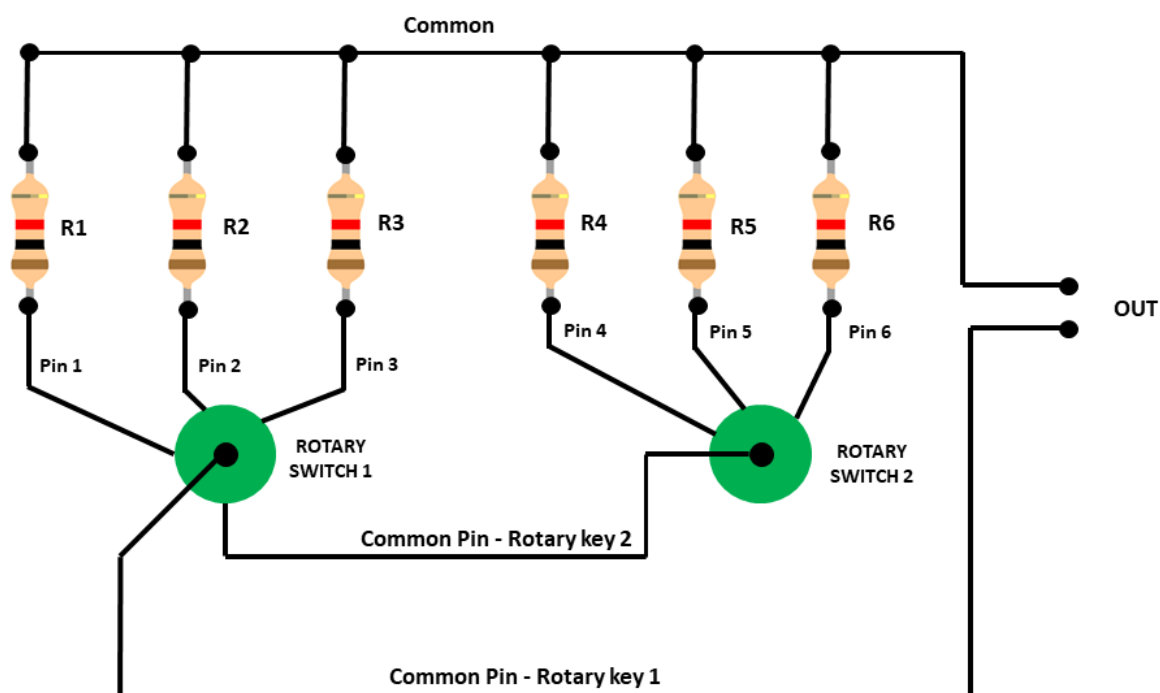 Common
R1
R2
R3
R4
R5
R6
OUT
Pin 1
Pin 2
Pin 3
Pin 4
Pin 5
Pin 6
ROTARY
SWITCH 1
ROTARY
SWITCH 2
Common Pin - Rotary key 2
Common Pin - Rotary key 1